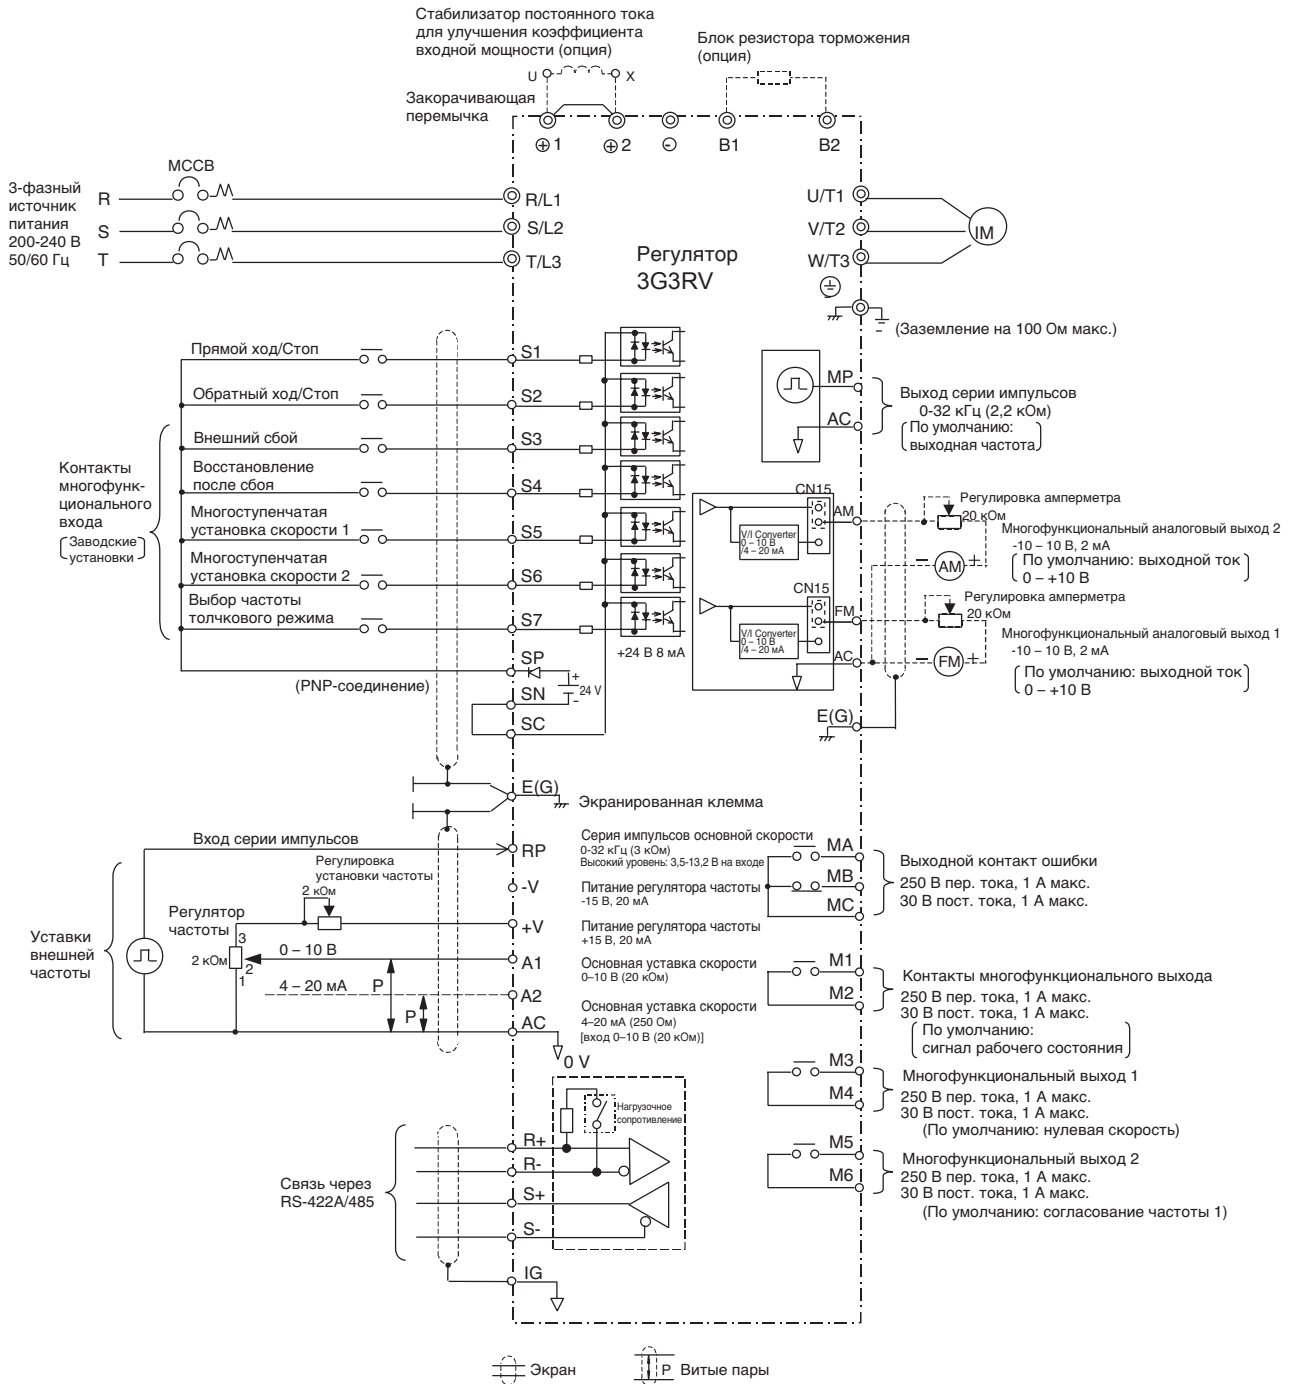 Стабилизатор постоянного тока
для улучшения коэффициента
входной мощности (опция)
Блок резистора торможения
(опция)
U
X
Закорачивающая
перемычка
⊕1
⊕2
⊖
B1
B2
MCCB
3-фазный
источник
питания
200-240 В
50/60 Гц
R
S
T
R/L1
S/L2
T/L3
Регулятор
3G3RV
U/T1
V/T2
W/T3
IM
(Заземление на 100 Ом макс.)
Прямой ход/Стоп
S1
Обратный ход/Стоп
S2
Внешний сбой
S3
Восстановление
после сбоя
S4
Многоступенчатая
установка скорости 1
S5
Многоступенчатая
установка скорости 2
S6
Выбор частоты
толчкового режима
S7
Контакты
многофунк-
ционального
входа
Заводские
установки
+24 В 8 мА
(PNP-соединение)
SP
SN
SC
+
24 V
-
MP
AC
Выход серии импульсов
0-32 кГц (2,2 кОм)
По умолчанию:
выходная частота
CN15
AM
V/I Converter
0 – 10 В
/4 – 20 мА
CN15
FM
V/I Converter
0 – 10 В
/4 – 20 мА
AC
Регулировка амперметра
20 кОм
Многофункциональный аналоговый выход 2
-10 – 10 В, 2 мА
– AM +
По умолчанию: выходной ток
0 – +10 В
Регулировка амперметра
20 кОм
Многофункциональный аналоговый выход 1
-10 – 10 В, 2 мА
– FM +
По умолчанию: выходной ток
0 – +10 В
E(G)
E(G)
Экранированная клемма
Вход серии импульсов
RP
Регулировка
установки частоты
2 кОм
-V
+V
Регулятор
частоты
3
2 кОм
2
1
0 – 10 В
A1
4 – 20 мА
P
A2
P
AC
0 V
Уставки
внешней
частоты
Серия импульсов основной скорости
0-32 кГц (3 кОм)
Высокий уровень: 3,5-13,2 В на входе
Питание регулятора частоты
-15 В, 20 мА
Питание регулятора частоты
+15 В, 20 мА
Основная уставка скорости
0–10 В (20 кОм)
Основная уставка скорости
4–20 мА (250 Ом)
[вход 0–10 В (20 кОм)]
MA
MB
MC
Выходной контакт ошибки
250 В пер. тока, 1 А макс.
30 В пост. тока, 1 А макс.
M1
M2
Контакты многофункционального выхода
250 В пер. тока, 1 А макс.
30 В пост. тока, 1 А макс.
По умолчанию:
сигнал рабочего состояния
M3
M4
Многофункциональный выход 1
250 В пер. тока, 1 А макс.
30 В пост. тока, 1 А макс.
(По умолчанию: нулевая скорость)
M5
M6
Многофункциональный выход 2
250 В пер. тока, 1 А макс.
30 В пост. тока, 1 А макс.
(По умолчанию: согласование частоты 1)
Нагрузочное
сопротивление
Связь через
RS-422A/485
R+
R-
S+
S-
IG
Экран
P Витые пары